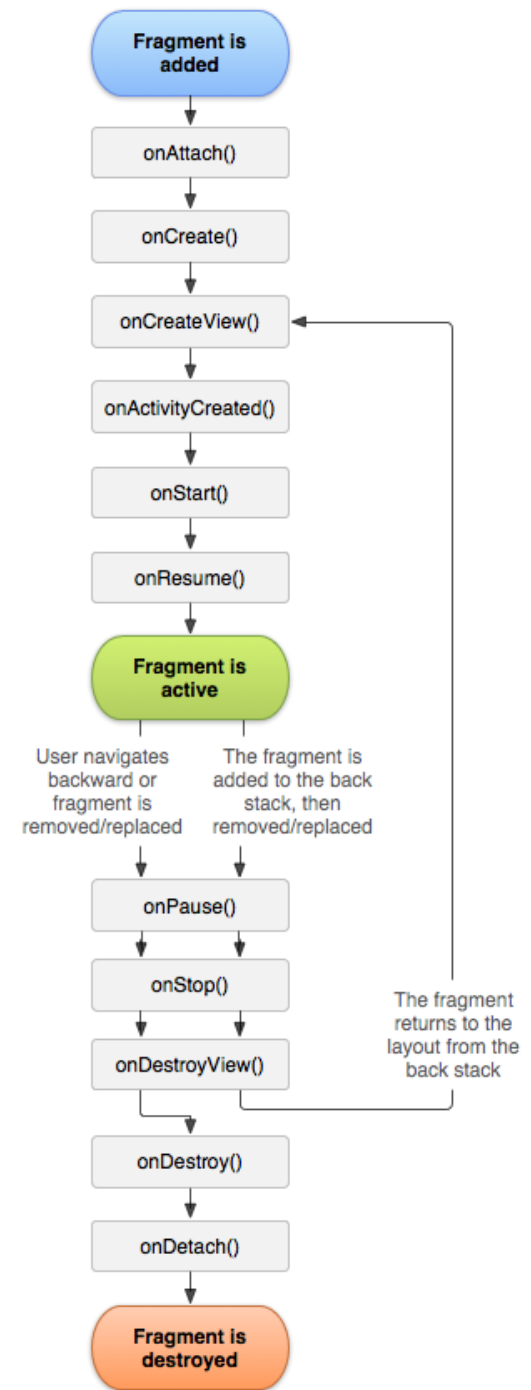 Fragment is
added
onAttach()
onCreate()
onCreateView()
onActivityCreated()
onStart()
onResume()
Fragment is
active
User navigates
backward or
fragment is
removed/replaced
The fragment is
added to the back
stack, then
removed/replaced
onPause()
onStop()
onDestroyView()
The fragment
returns to the
layout from the
back stack
onDestroy()
onDetach()
Fragment is
destroyed